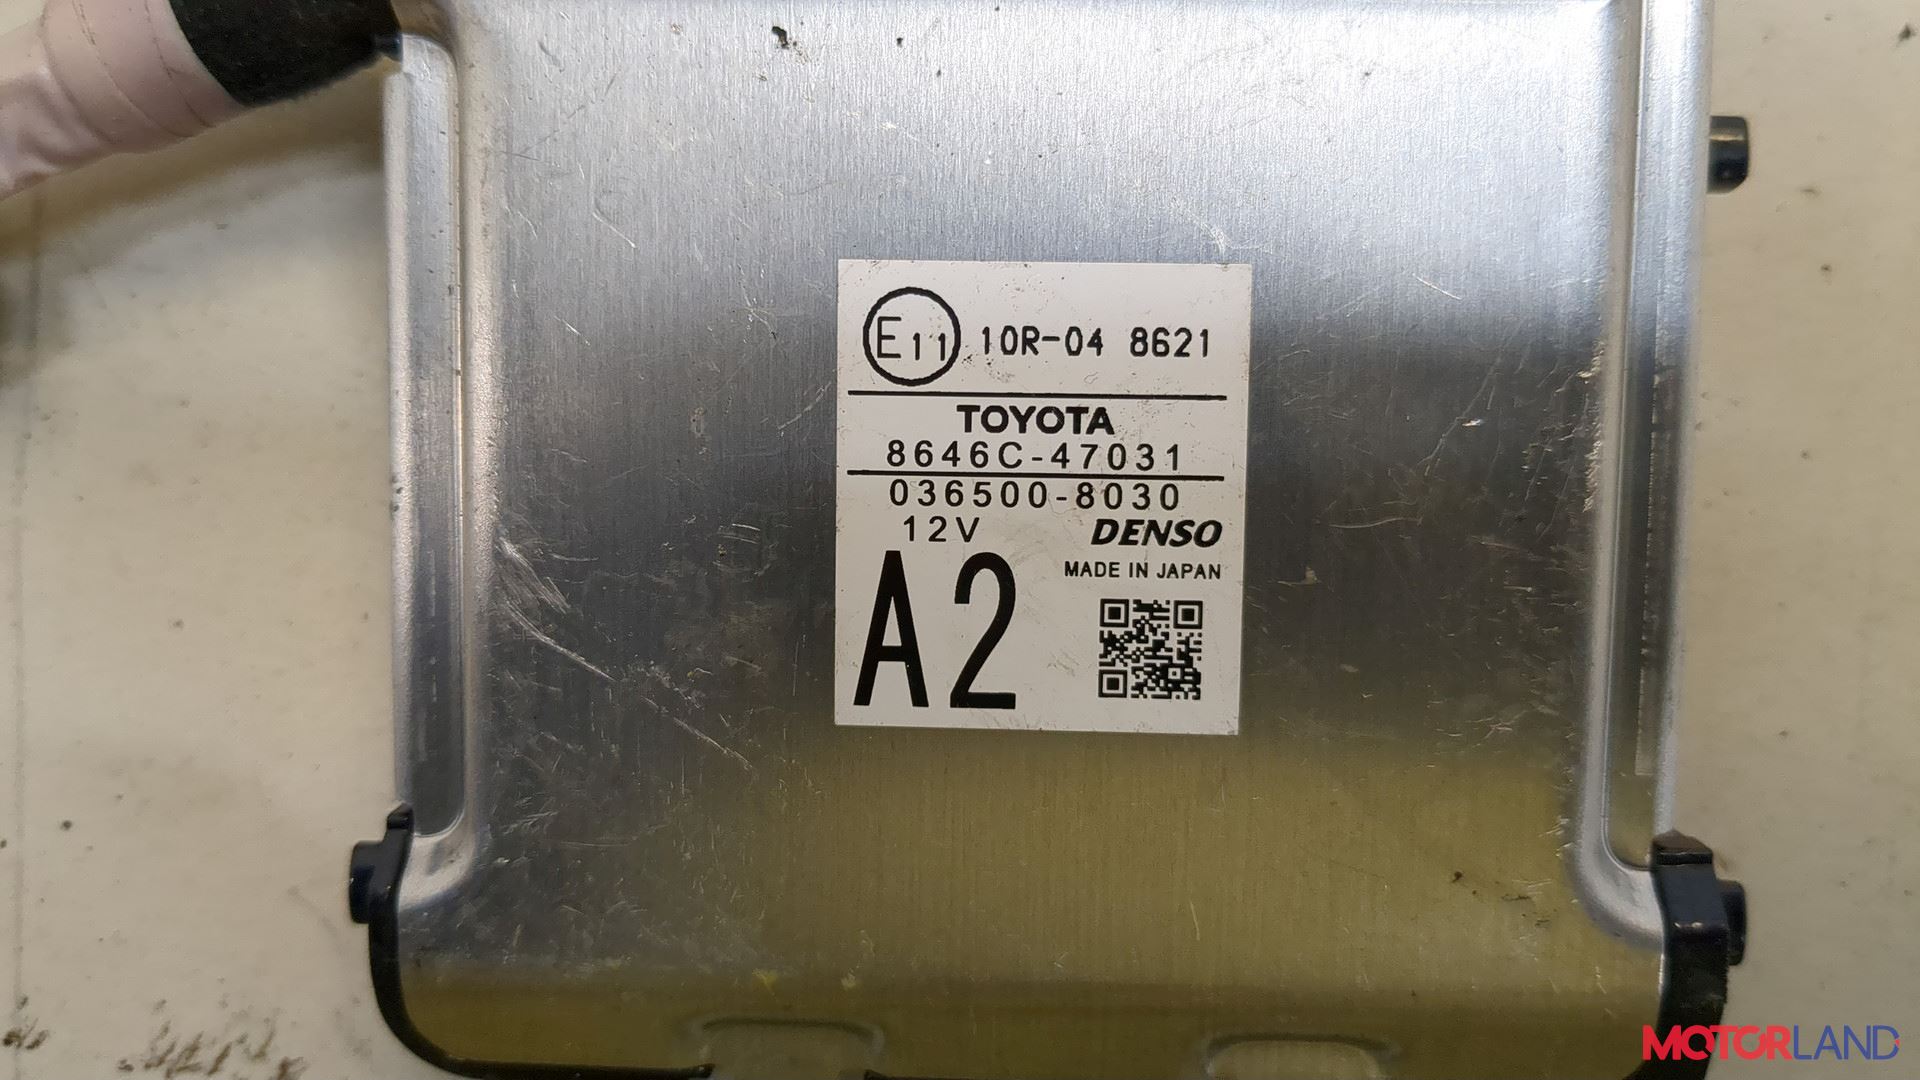 E11 10R-04 8621
TOYOTA
8646C-47031
036500-8030
12V DENSO
MADE IN JAPAN
A2
MOTORLAND